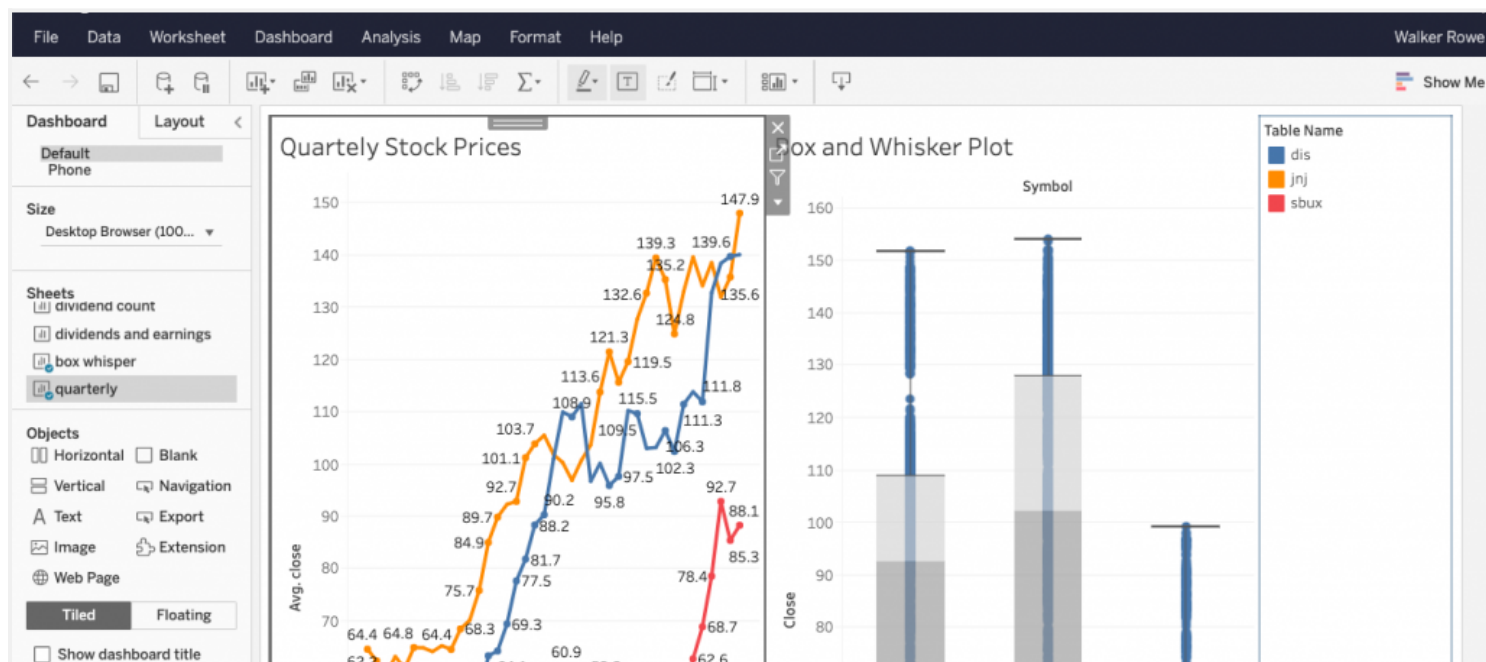 File Data Worksheet Dashboard Analysis Map Format Help Walker Rowe
Show Me
Dashboard Layout
Default
Phone
Size
Desktop Browser (100...
Sheets
dividend count
dividends and earnings
box whisper
quarterly
Objects
Horizontal Blank
Vertical Navigation
Text Export
Image Extension
Web Page
Tiled Floating
Show dashboard title
Quartely Stock Prices
150
140
130
120
110
100
90
80
70
Avg. close
147.9
139.3 139.6
135.2
132.6 135.6
124.8
121.3
119.5
113.6
111.8
108.9 115.5
109.5 111.3
103.7
106.3
101.1 102.3
97.5
92.7 95.8 92.7
90.2
89.7 88.2 88.1
84.9 85.3
81.7
77.5 78.4
75.7
69.3 68.7
64.4 64.8 64.4 68.3
60.9 62.6
and Whisker Plot
Symbol
160
150
140
130
120
110
100
90
80
Close
Table Name
dis
jnj
sbux